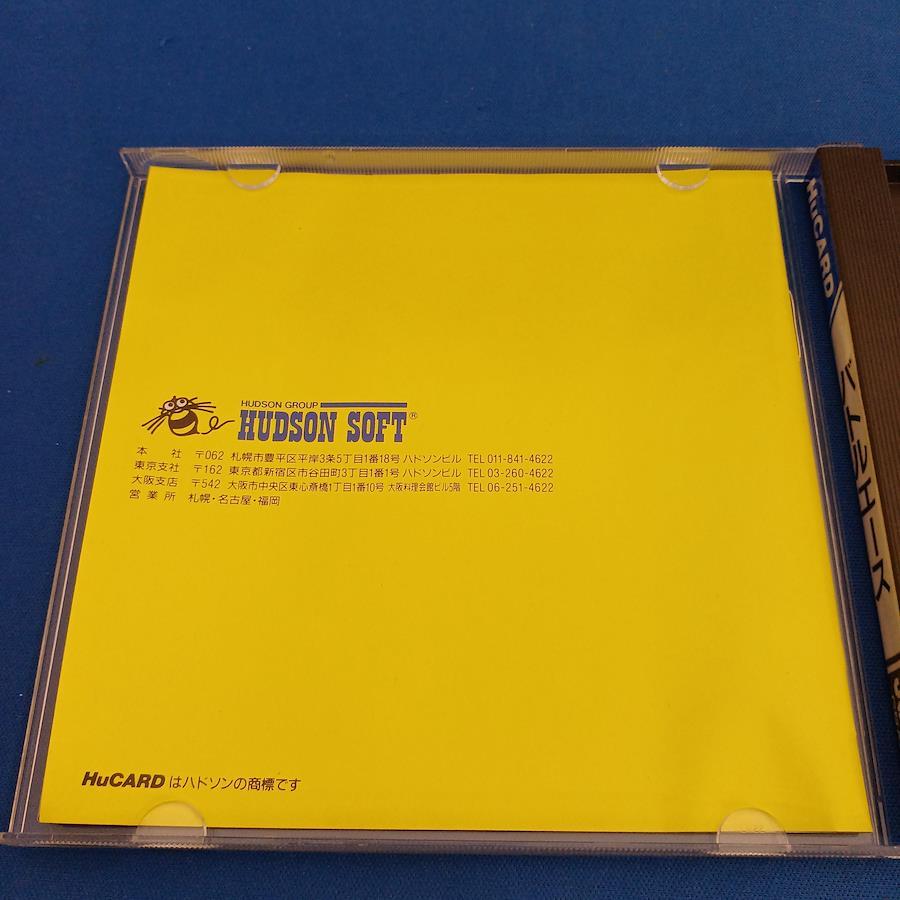 HUDSON GROUP
HUDSON SOFT®
本 社 〒062 札幌市豊平区平岸3条5丁目1番18号 ハドソンビル TEL 011-841-4622
東京支社 〒162 東京都新宿区市谷田町3丁目1番1号 ハドソンビル TEL 03-260-4622
大阪支店 〒542 大阪市中央区東心斎橋1丁目1番10号 大阪料理会館ビル5階 TEL 06-251-4622
営業所 札幌・名古屋・福岡
HuCARD はハドソンの商標です
HuCARD